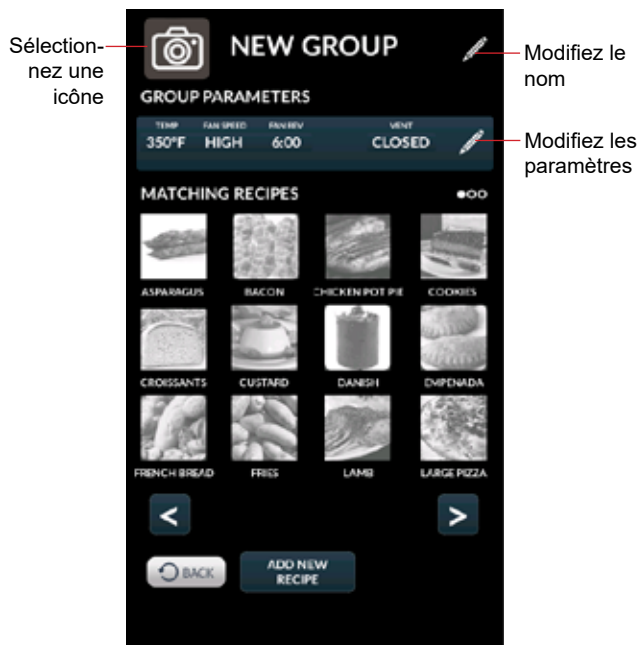 Sélection-
nez une
icône
NEW GROUP
Modifiez le
nom
GROUP PARAMETERS
TEMP FAN SPEED FAN REV VENT
350°F HIGH 6:00 CLOSED
Modifiez les
paramètres
MATCHING RECIPES
ASPARAGUS BACON CHICKEN POT PIE COOKIES
CROISSANTS CUSTARD DANISH EMPENADA
FRENCH BREAD FRIES LAMB LARGE PIZZA
< >
BACK
ADD NEW
RECIPE